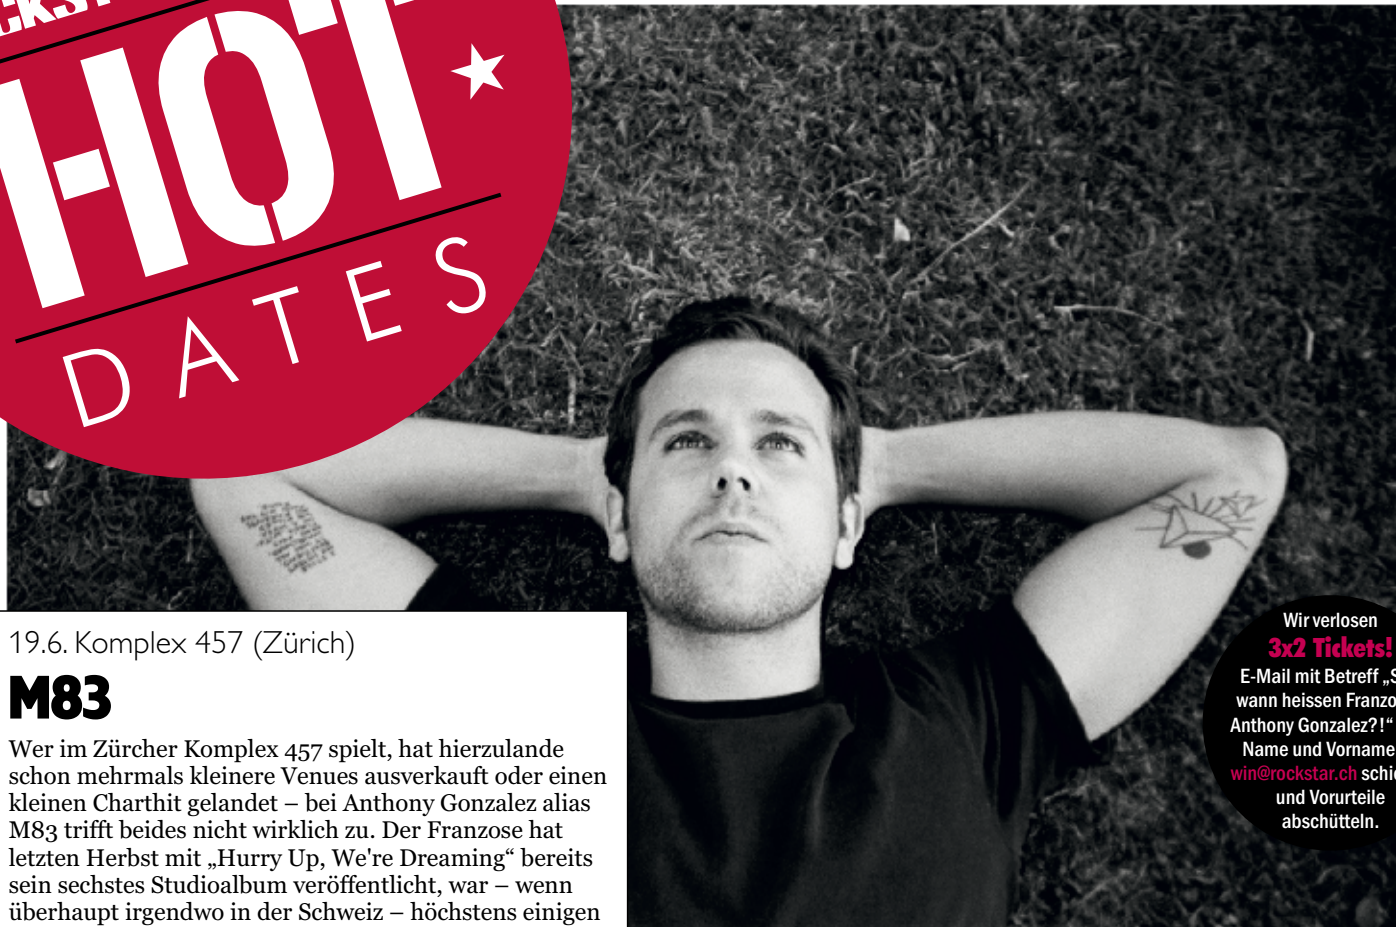 HOT
DATES
19.6. Komplex 457 (Zürich)
M83
Wer im Zürcher Komplex 457 spielt, hat hierzulande
schon mehrmals kleinere Venues ausverkauft oder einen
kleinen Charthit gelandet – bei Anthony Gonzalez alias
M83 trifft beides nicht wirklich zu. Der Franzose hat
letzten Herbst mit „Hurry Up, We're Dreaming“ bereits
sein sechstes Studioalbum veröffentlicht, war – wenn
überhaupt irgendwo in der Schweiz – höchstens einigen
Wir verlosen
3x2 Tickets!
E-Mail mit Betreff „S
wann heissen Franzo
Anthony Gonzalez?!“
Name und Vorname
win@rockstar.ch schi
und Vorurteile
abschütteln.